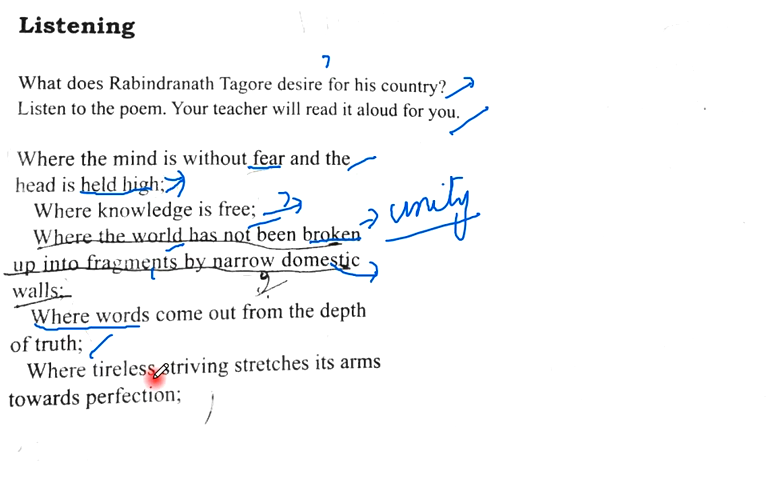 Listening
What does Rabindranath Tagore desire for his country?
Listen to the poem. Your teacher will read it aloud for you.
Where the mind is without fear and the
head is held high;
Where knowledge is free;
Where the world has not been broken
unity
up into fragments by narrow domestic
walls;
Where words come out from the depth
of truth;
Where tireless striving stretches its arms
towards perfection;